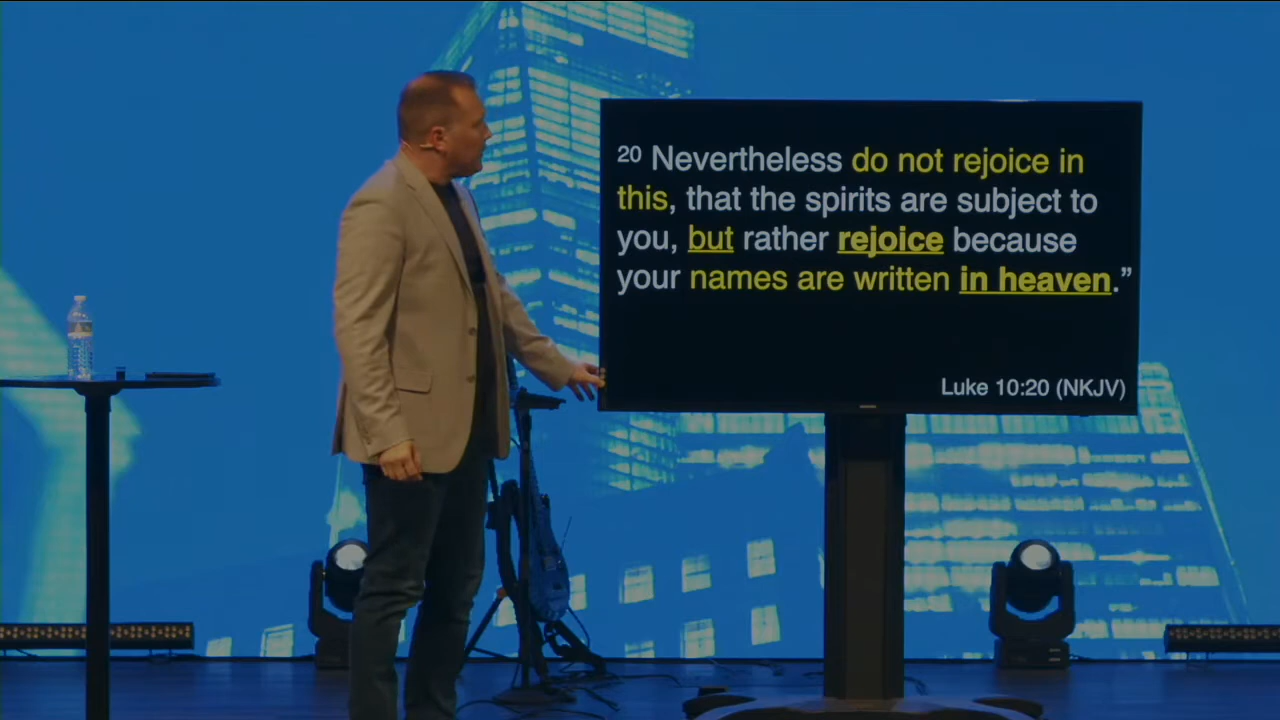 20 Nevertheless do not rejoice in
this, that the spirits are subject to
you, but rather rejoice because
your names are written in heaven.”
Luke 10:20 (NKJV)